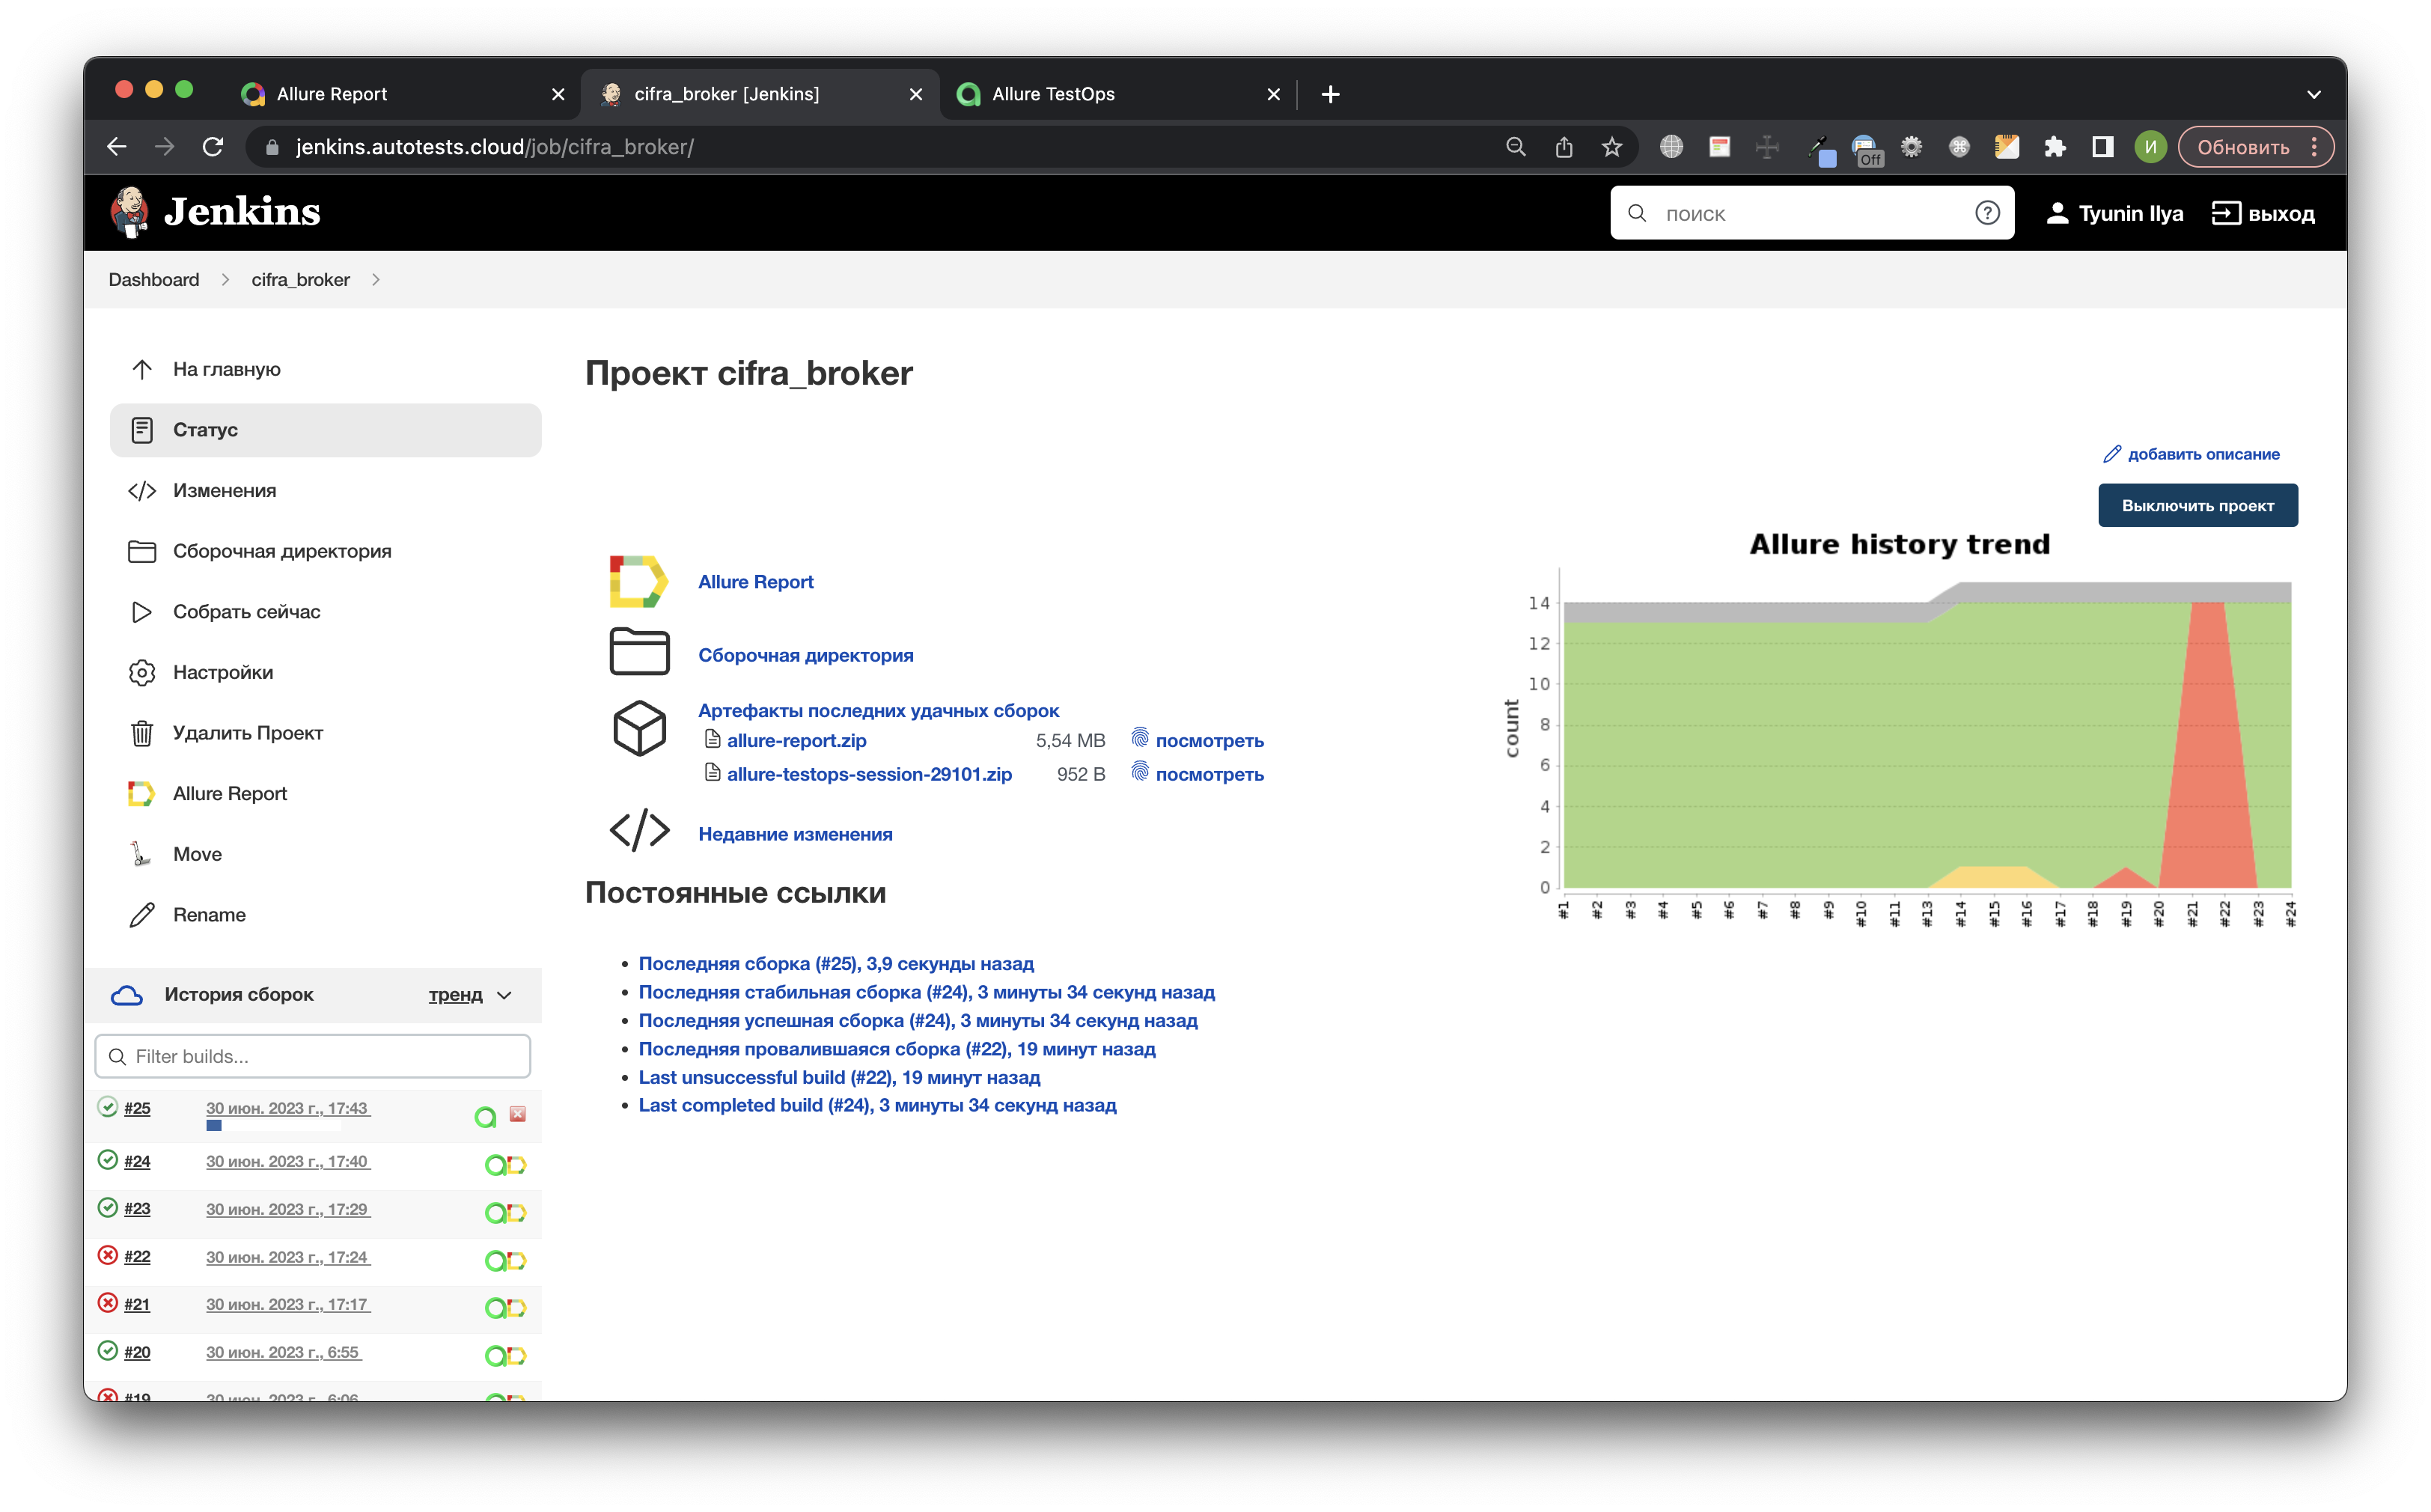 Allure Report
cifra_broker [Jenkins]
Allure TestOps
jenkins.autotests.cloud/job/cifra_broker/
Off
И
Обновить
Jenkins
поиск
Tyunin Ilya
выход
Dashboard
cifra_broker
На главную
Статус
Изменения
Сборочная директория
Собрать сейчас
Настройки
Удалить Проект
Allure Report
Move
Rename
История сборок
тренд
Filter builds...
#25 30 июн. 2023 г., 17:43
#24 30 июн. 2023 г., 17:40
#23 30 июн. 2023 г., 17:29
#22 30 июн. 2023 г., 17:24
#21 30 июн. 2023 г., 17:17
#20 30 июн. 2023 г., 6:55
#19 30 июн. 2023 г., 6:06
Проект cifra_broker
добавить описание
Выключить проект
Allure Report
Сборочная директория
Артефакты последних удачных сборок
allure-report.zip 5,54 MB посмотреть
allure-testops-session-29101.zip 952 B посмотреть
Недавние изменения
Постоянные ссылки
Последняя сборка (#25), 3,9 секунды назад
Последняя стабильная сборка (#24), 3 минуты 34 секунд назад
Последняя успешная сборка (#24), 3 минуты 34 секунд назад
Последняя провалившаяся сборка (#22), 19 минут назад
Last unsuccessful build (#22), 19 минут назад
Last completed build (#24), 3 минуты 34 секунд назад
Allure history trend
count
14
12
10
8
6
4
2
0
#1 #2 #3 #4 #5 #6 #7 #8 #9 #10 #11 #13 #14 #15 #16 #17 #18 #19 #20 #21 #22 #23 #24